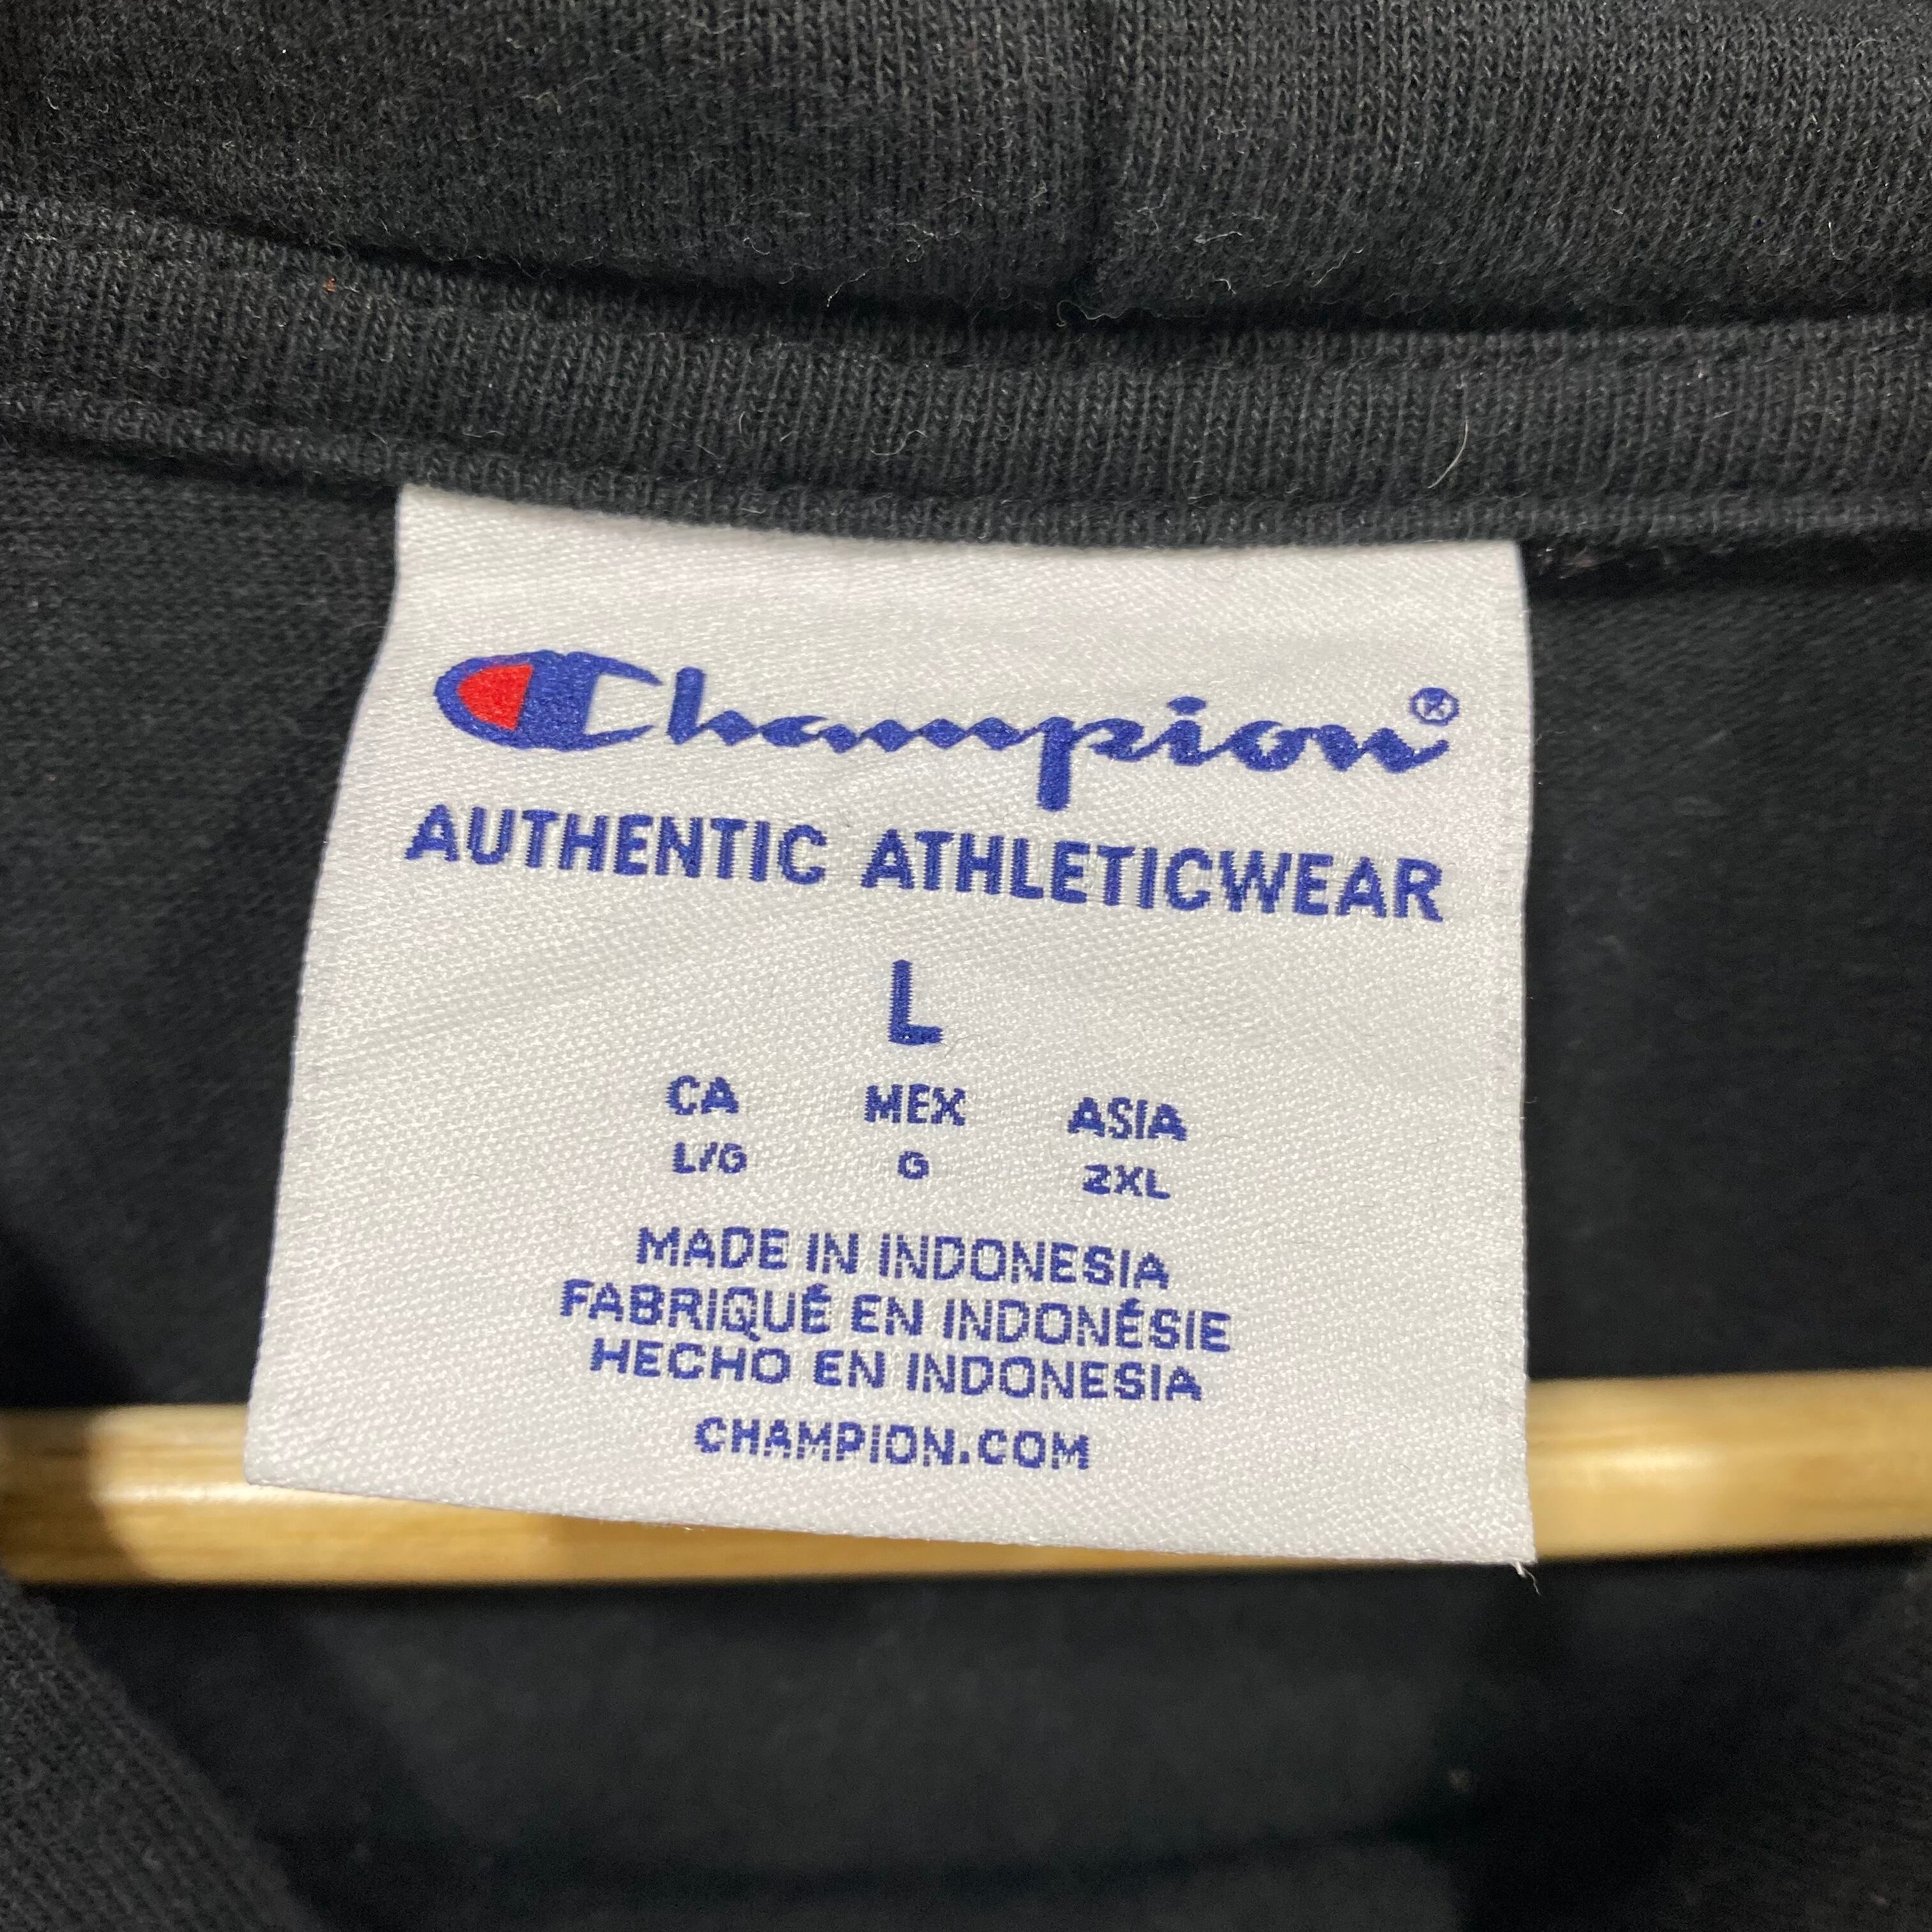 Champion®
AUTHENTIC ATHLETICWEAR
L
CA MEX ASIA
L/G G 2XL
MADE IN INDONESIA
FABRIQUÉ EN INDONÉSIE
HECHO EN INDONESIA
CHAMPION.COM